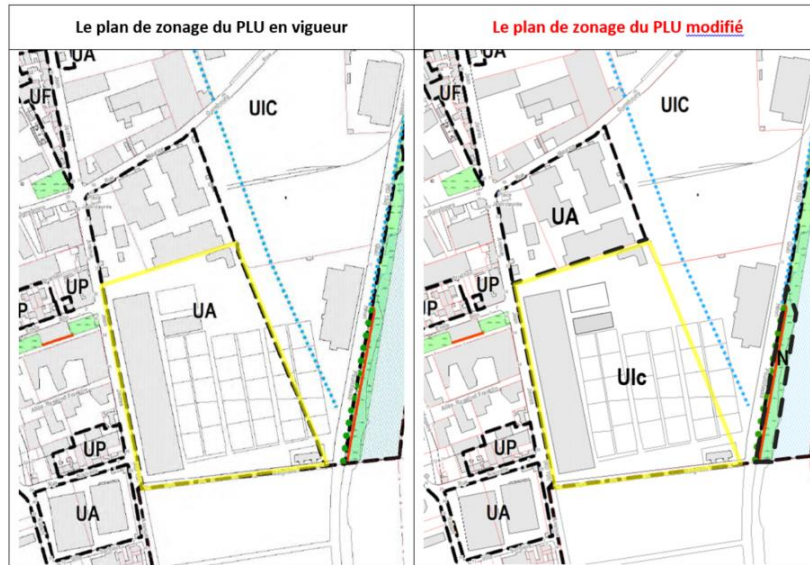 Le plan de zonage du PLU en vigueur
Le plan de zonage du PLU modifié
UA
UF
UIC
UP
P
UA
UP
UA
UA
UF
UIC
UA
UP
P
UIc
N
UP
UA